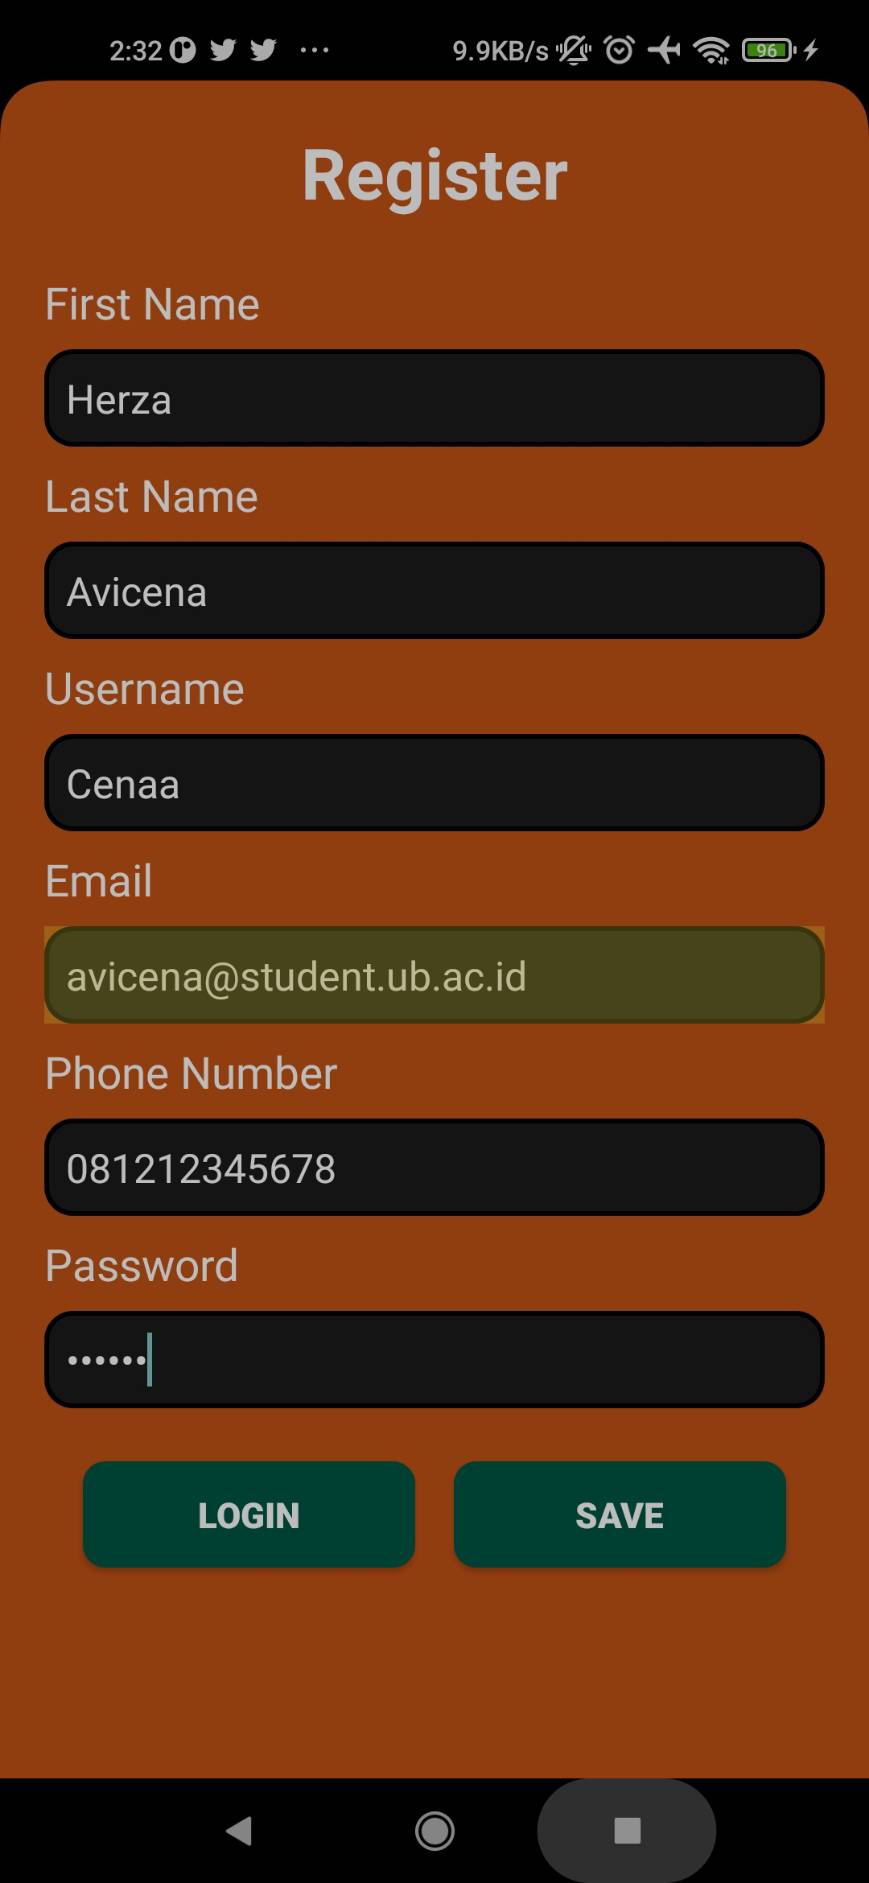 2:32 ... 9.9KB/s 96
Register
First Name
Herza
Last Name
Avicena
Username
Cenaa
Email
avicena@student.ub.ac.id
Phone Number
081212345678
Password
••••••
LOGIN SAVE